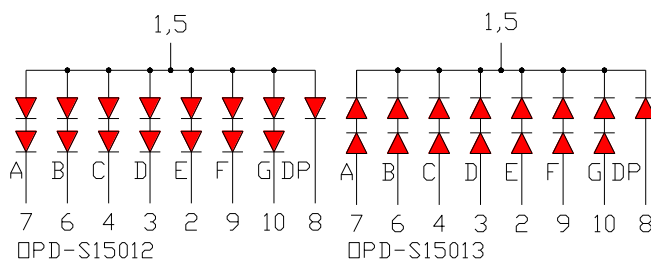 1,5 1,5
A B C D E F G DP A B C D E F G DP
7 6 4 3 2 9 10 8 7 6 4 3 2 9 10 8
OPD-S15012 OPD-S15013